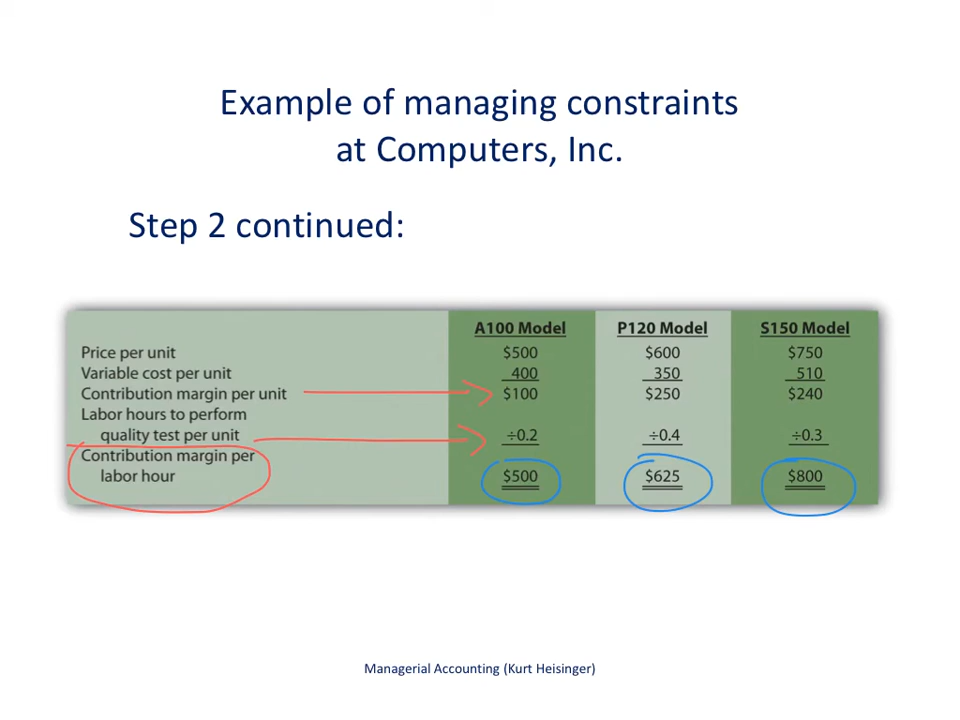 Example of managing constraints
at Computers, Inc.
Step 2 continued:
A100 Model P120 Model S150 Model
Price per unit $500 $600 $750
Variable cost per unit 400 350 510
Contribution margin per unit $100 $250 $240
Labor hours to perform
quality test per unit ÷0.2 ÷0.4 ÷0.3
Contribution margin per
labor hour $500 $625 $800
Managerial Accounting (Kurt Heisinger)